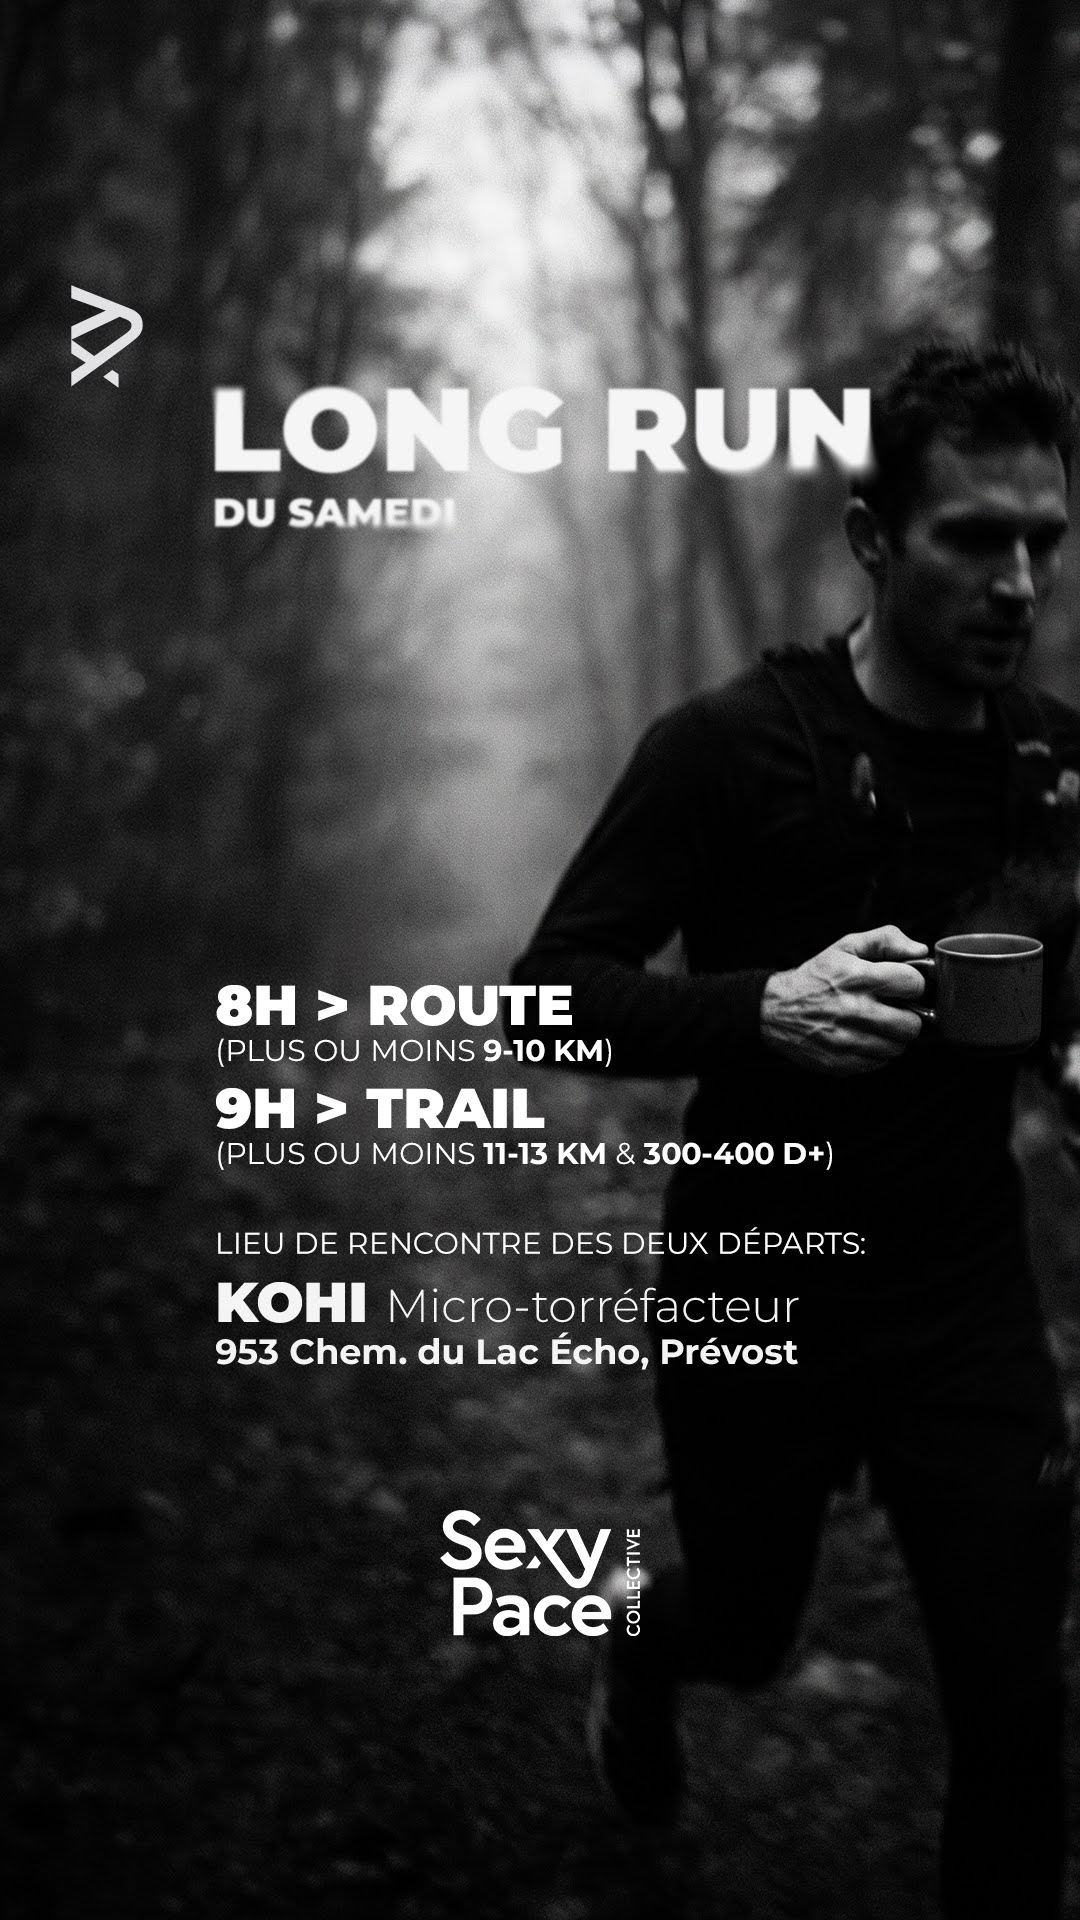 LONG RUN
DU SAMEDI
8H > ROUTE
(PLUS OU MOINS 9-10 KM)
9H > TRAIL
(PLUS OU MOINS 11-13 KM & 300-400 D+)
LIEU DE RENCONTRE DES DEUX DÉPARTS:
KOHI Micro-torréfacteur
953 Chem. du Lac Écho, Prévost
Sexy
Pace
COLLECTIVE